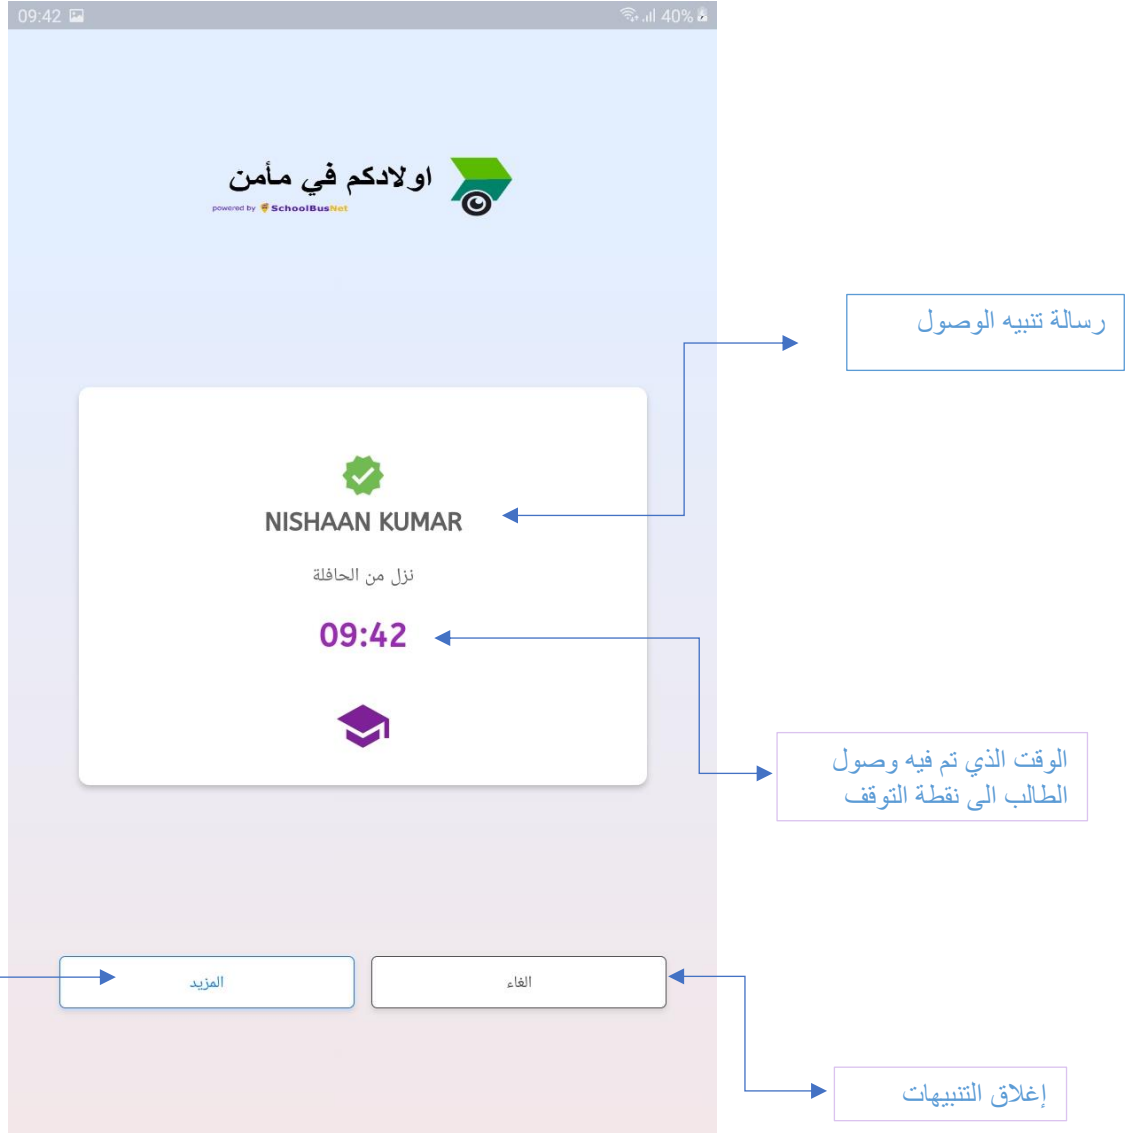 09:42
40%
اولادكم في مأمن
powered by SchoolBusNet
رسالة تنبيه الوصول
NISHAAN KUMAR
نزل من الحافلة
09:42
الوقت الذي تم فيه وصول
الطالب الى نقطة التوقف
الغاء
المزيد
إغلاق التنبيهات